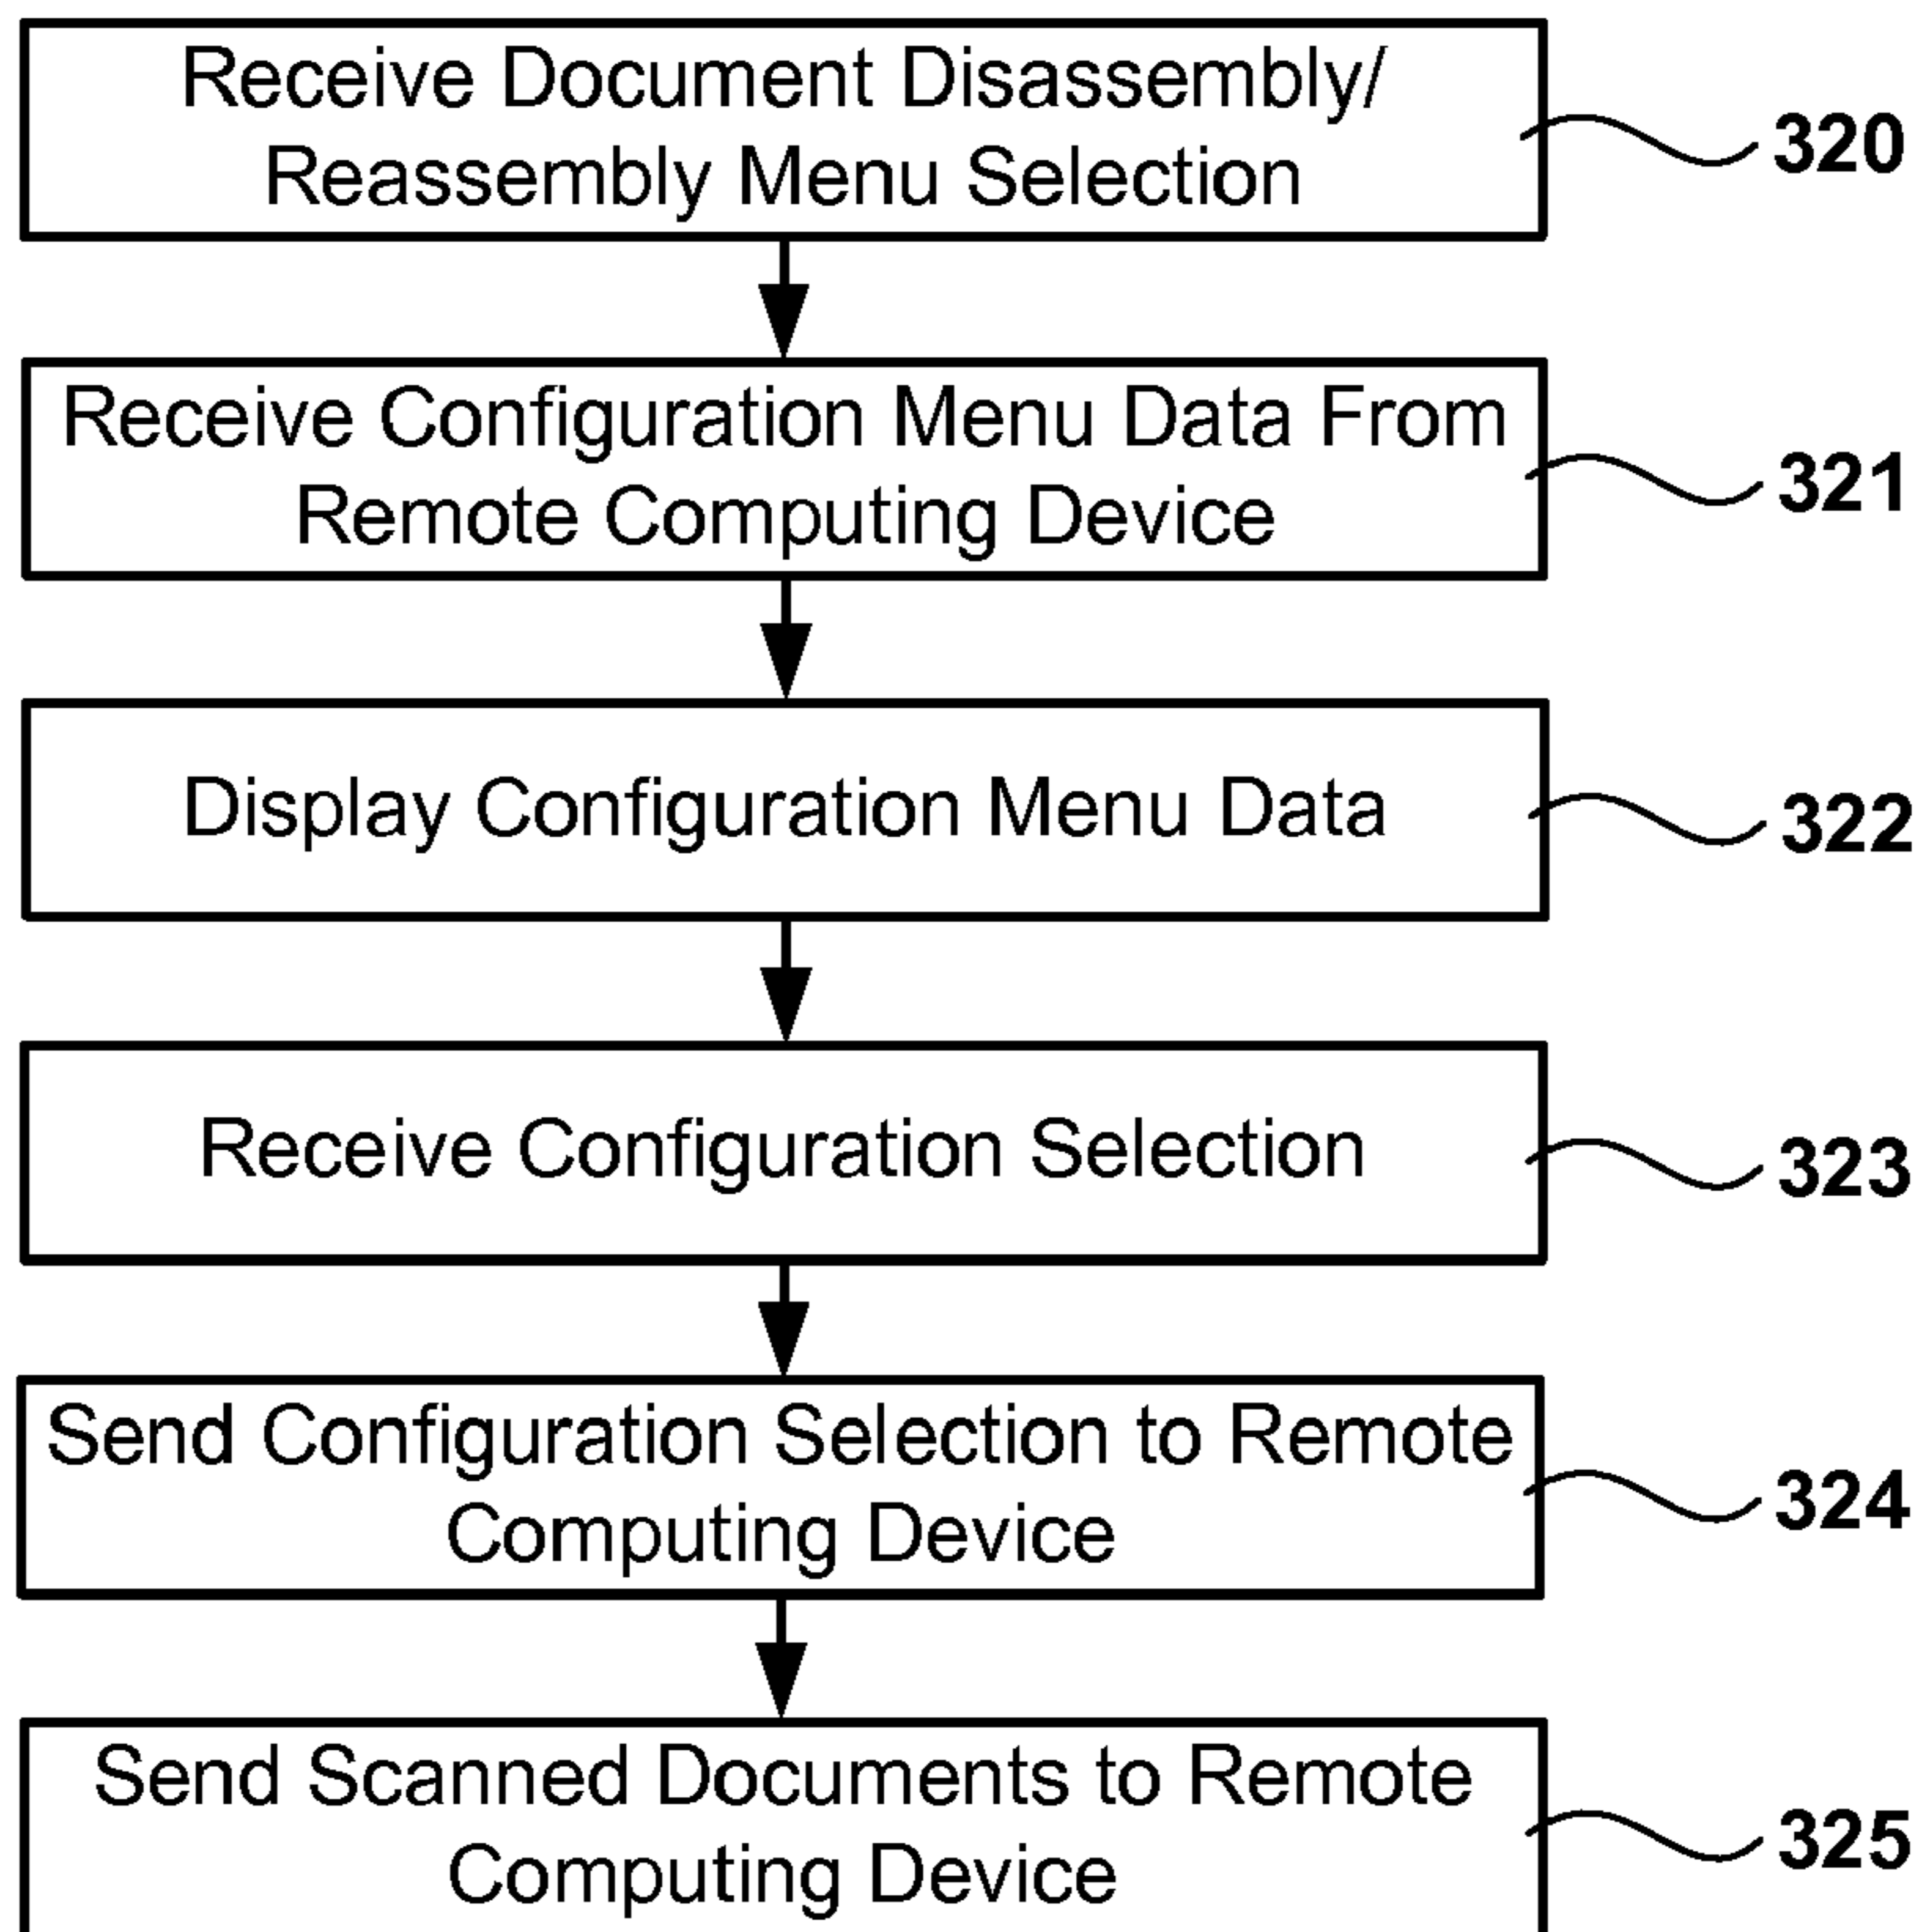 Receive Document Disassembly/
Reassembly Menu Selection
320
Receive Configuration Menu Data From
Remote Computing Device
321
Display Configuration Menu Data
322
Receive Configuration Selection
323
Send Configuration Selection to Remote
Computing Device
324
Send Scanned Documents to Remote
Computing Device
325